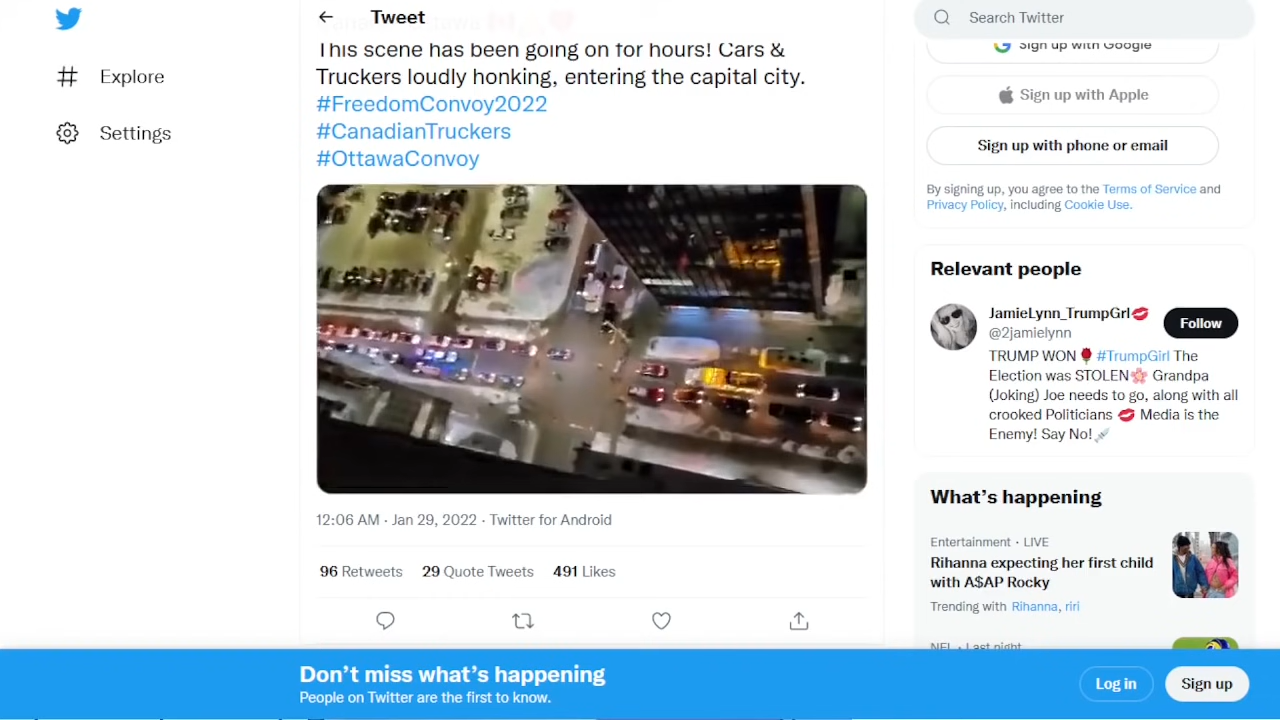 Tweet
This scene has been going on for hours! Cars &
Truckers loudly honking, entering the capital city.
#FreedomConvoy2022
#CanadianTruckers
#OttawaConvoy
12:06 AM · Jan 29, 2022 · Twitter for Android
96 Retweets 29 Quote Tweets 491 Likes
Explore
Settings
Search Twitter
Sign up with Google
Sign up with Apple
Sign up with phone or email
By signing up, you agree to the Terms of Service and
Privacy Policy, including Cookie Use.
Relevant people
JamieLynn_TrumpGrl💋
@2jamielynn
Follow
TRUMP WON🌹#TrumpGirl The
Election was STOLEN🌸 Grandpa
(Joking) Joe needs to go, along with all
crooked Politicians 💋 Media is the
Enemy! Say No!💉
What's happening
Entertainment · LIVE
Rihanna expecting her first child
with A$AP Rocky
Trending with Rihanna, riri
NFL · Last night
Don't miss what's happening
People on Twitter are the first to know.
Log in
Sign up